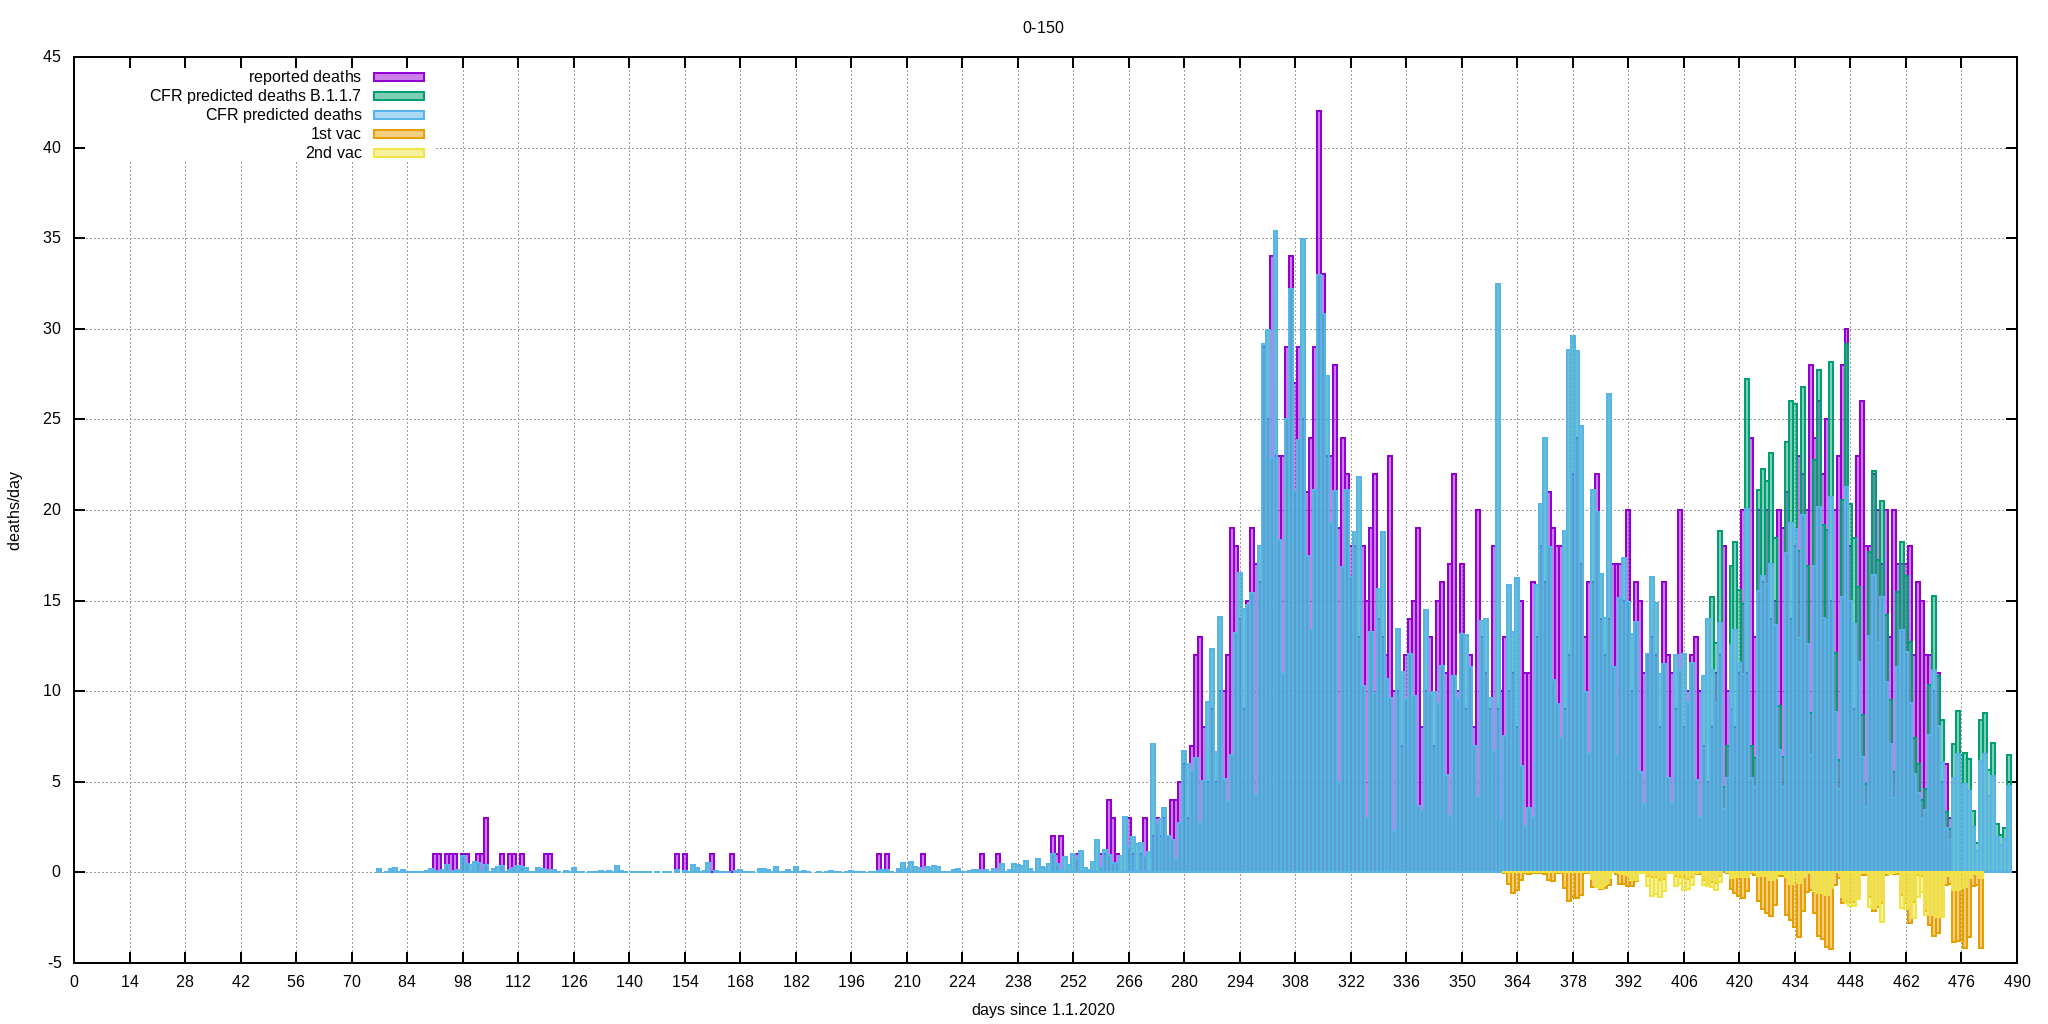 0-150
reported deaths
CFR predicted deaths B.1.1.7
CFR predicted deaths
1st vac
2nd vac
45
40
35
30
25
20
15
10
5
0
-5
deaths/day
0 14 28 42 56 70 84 98 112 126 140 154 168 182 196 210 224 238 252 266 280 294 308 322 336 350 364 378 392 406 420 434 448 462 476 490
days since 1.1.2020